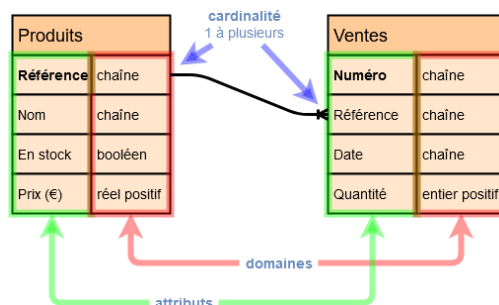 cardinalité
1 à plusieurs
Produits
Référence chaîne
Nom chaîne
En stock booléen
Prix (€) réel positif
Ventes
Numéro chaîne
Référence chaîne
Date chaîne
Quantité entier positif
domaines
attributs